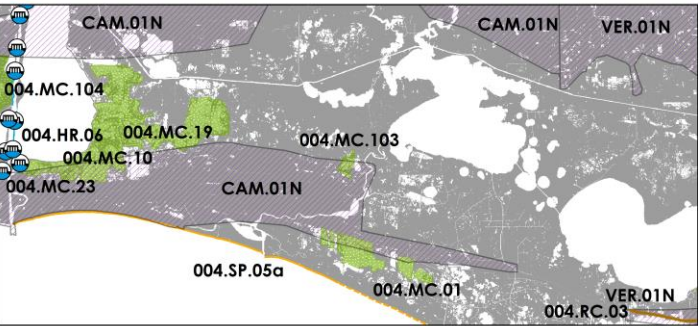 CAM.01N
CAM.01N
VER.01N
004.MC.104
004.HR.06
004.MC.19
004.MC.103
004.MC.10
004.MC.23
CAM.01N
004.SP.05a
004.MC.01
VER.01N
004.RC.03